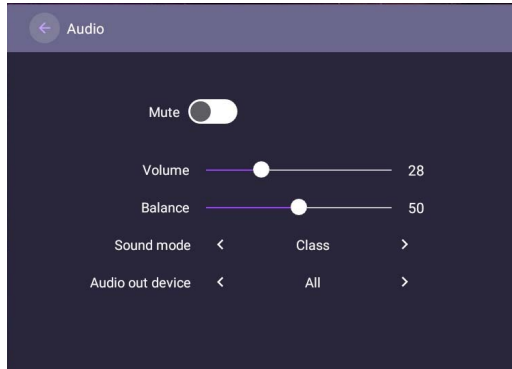 Audio
Mute
Volume 28
Balance 50
Sound mode < Class >
Audio out device < All >